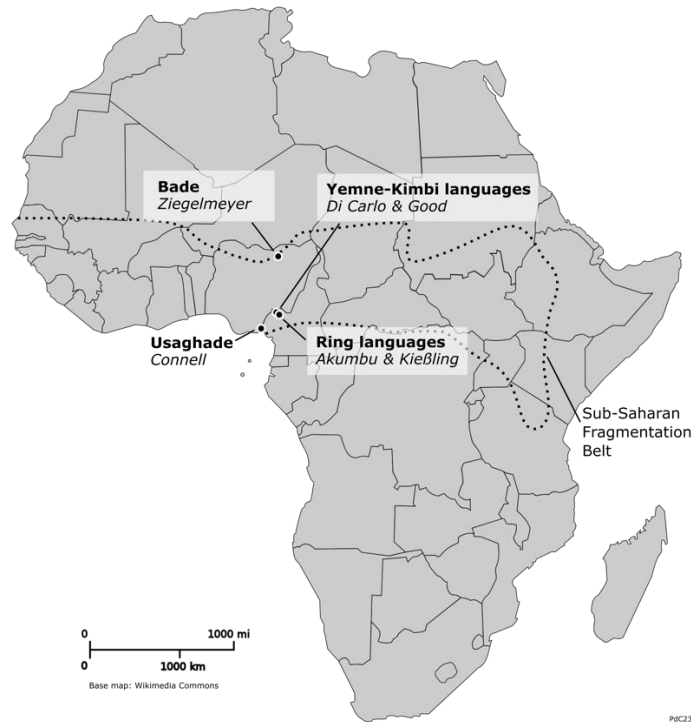 Bade
Ziegelmeyer
Yemne-Kimbi languages
Di Carlo & Good
Usaghade
Connell
Ring languages
Akumbu & Kießling
Sub-Saharan
Fragmentation
Belt
0 1000 mi
0 1000 km
Base map: Wikimedia Commons
PdC23